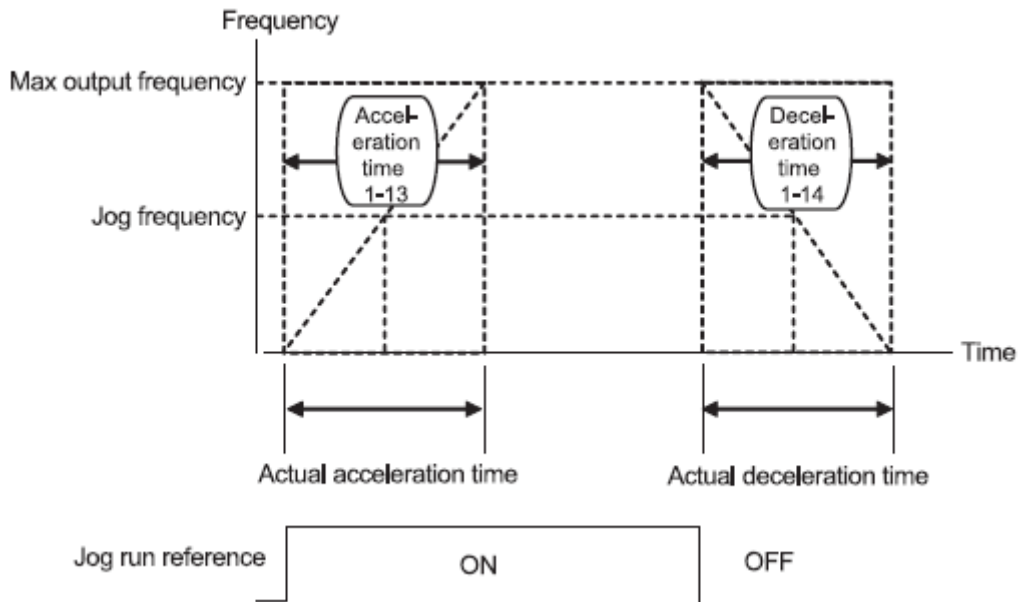 Frequency
Max output frequency
Accel-
eration
time
1-13
Decel-
eration
time
1-14
Jog frequency
Time
Actual acceleration time
Actual deceleration time
Jog run reference
ON
OFF